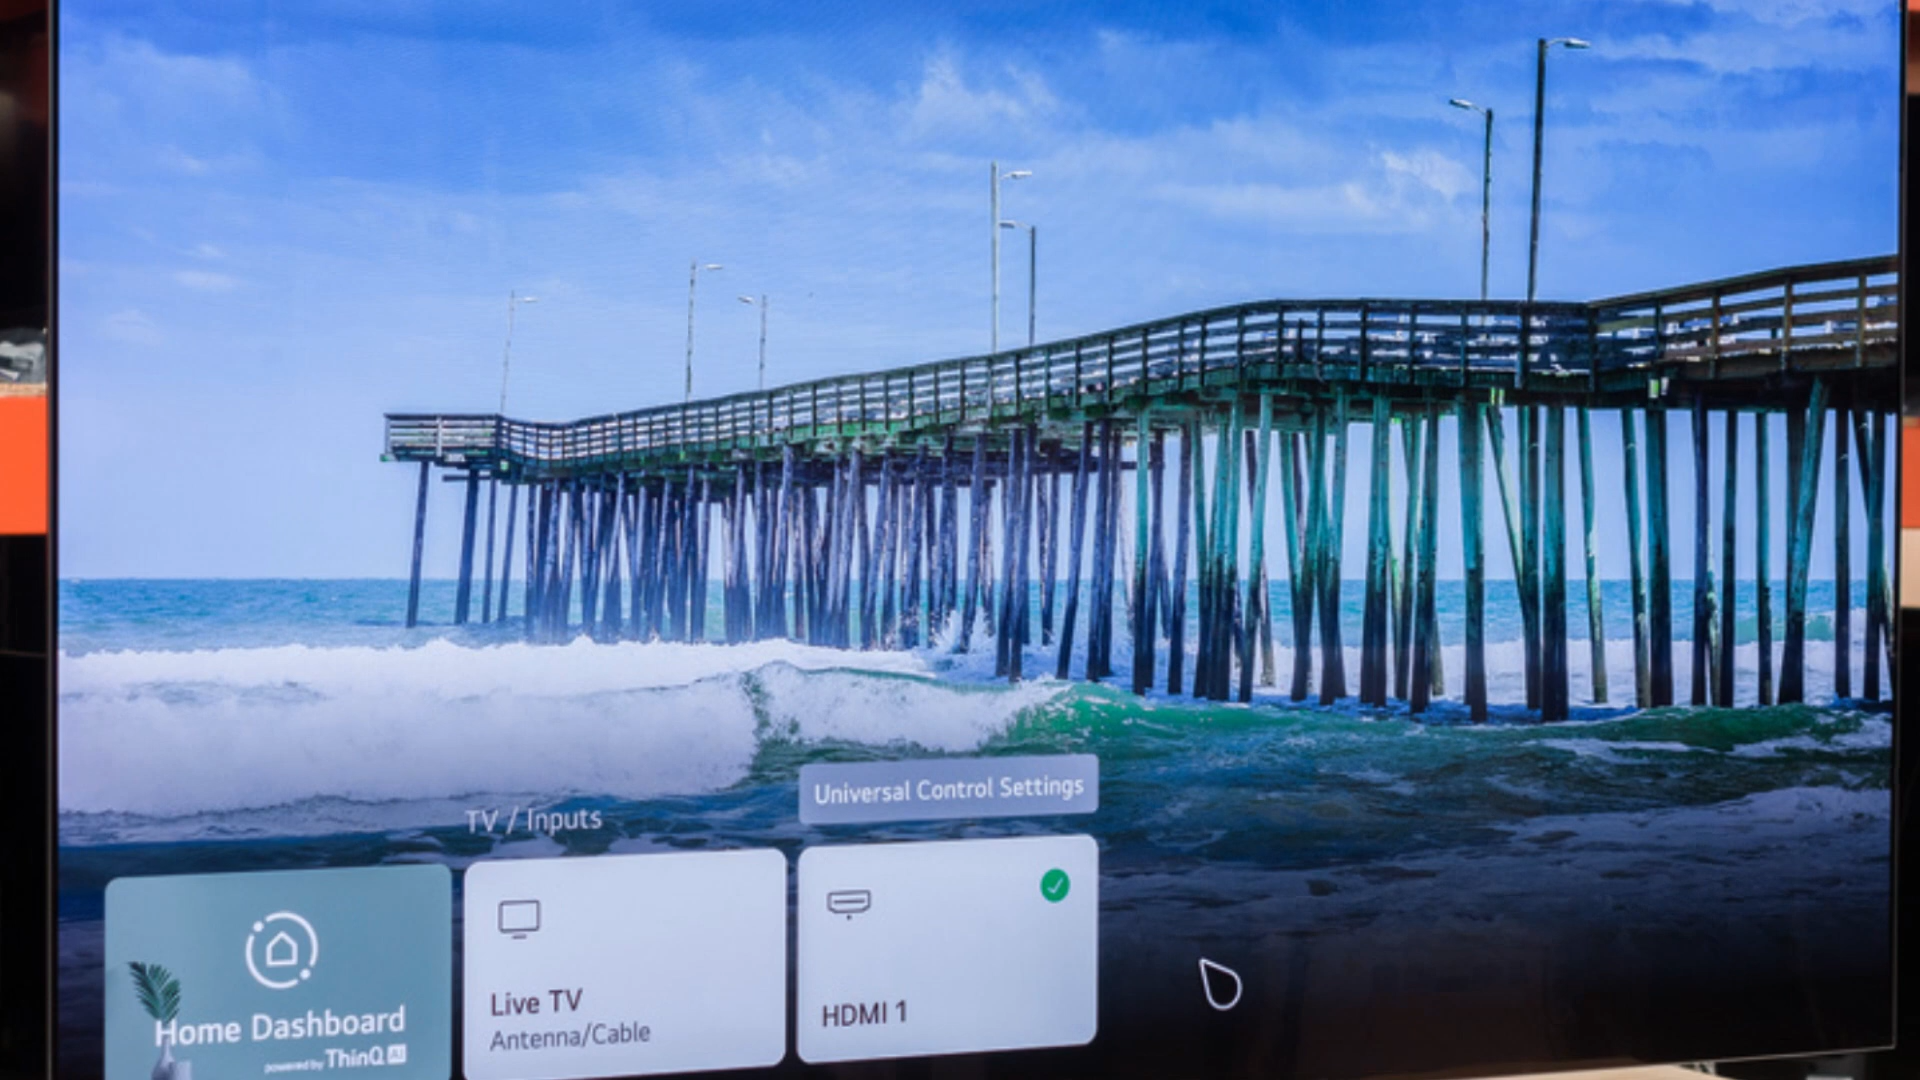 Universal Control Settings
TV / Inputs
Home Dashboard
powered by ThinQ AI
Live TV
Antenna/Cable
HDMI 1